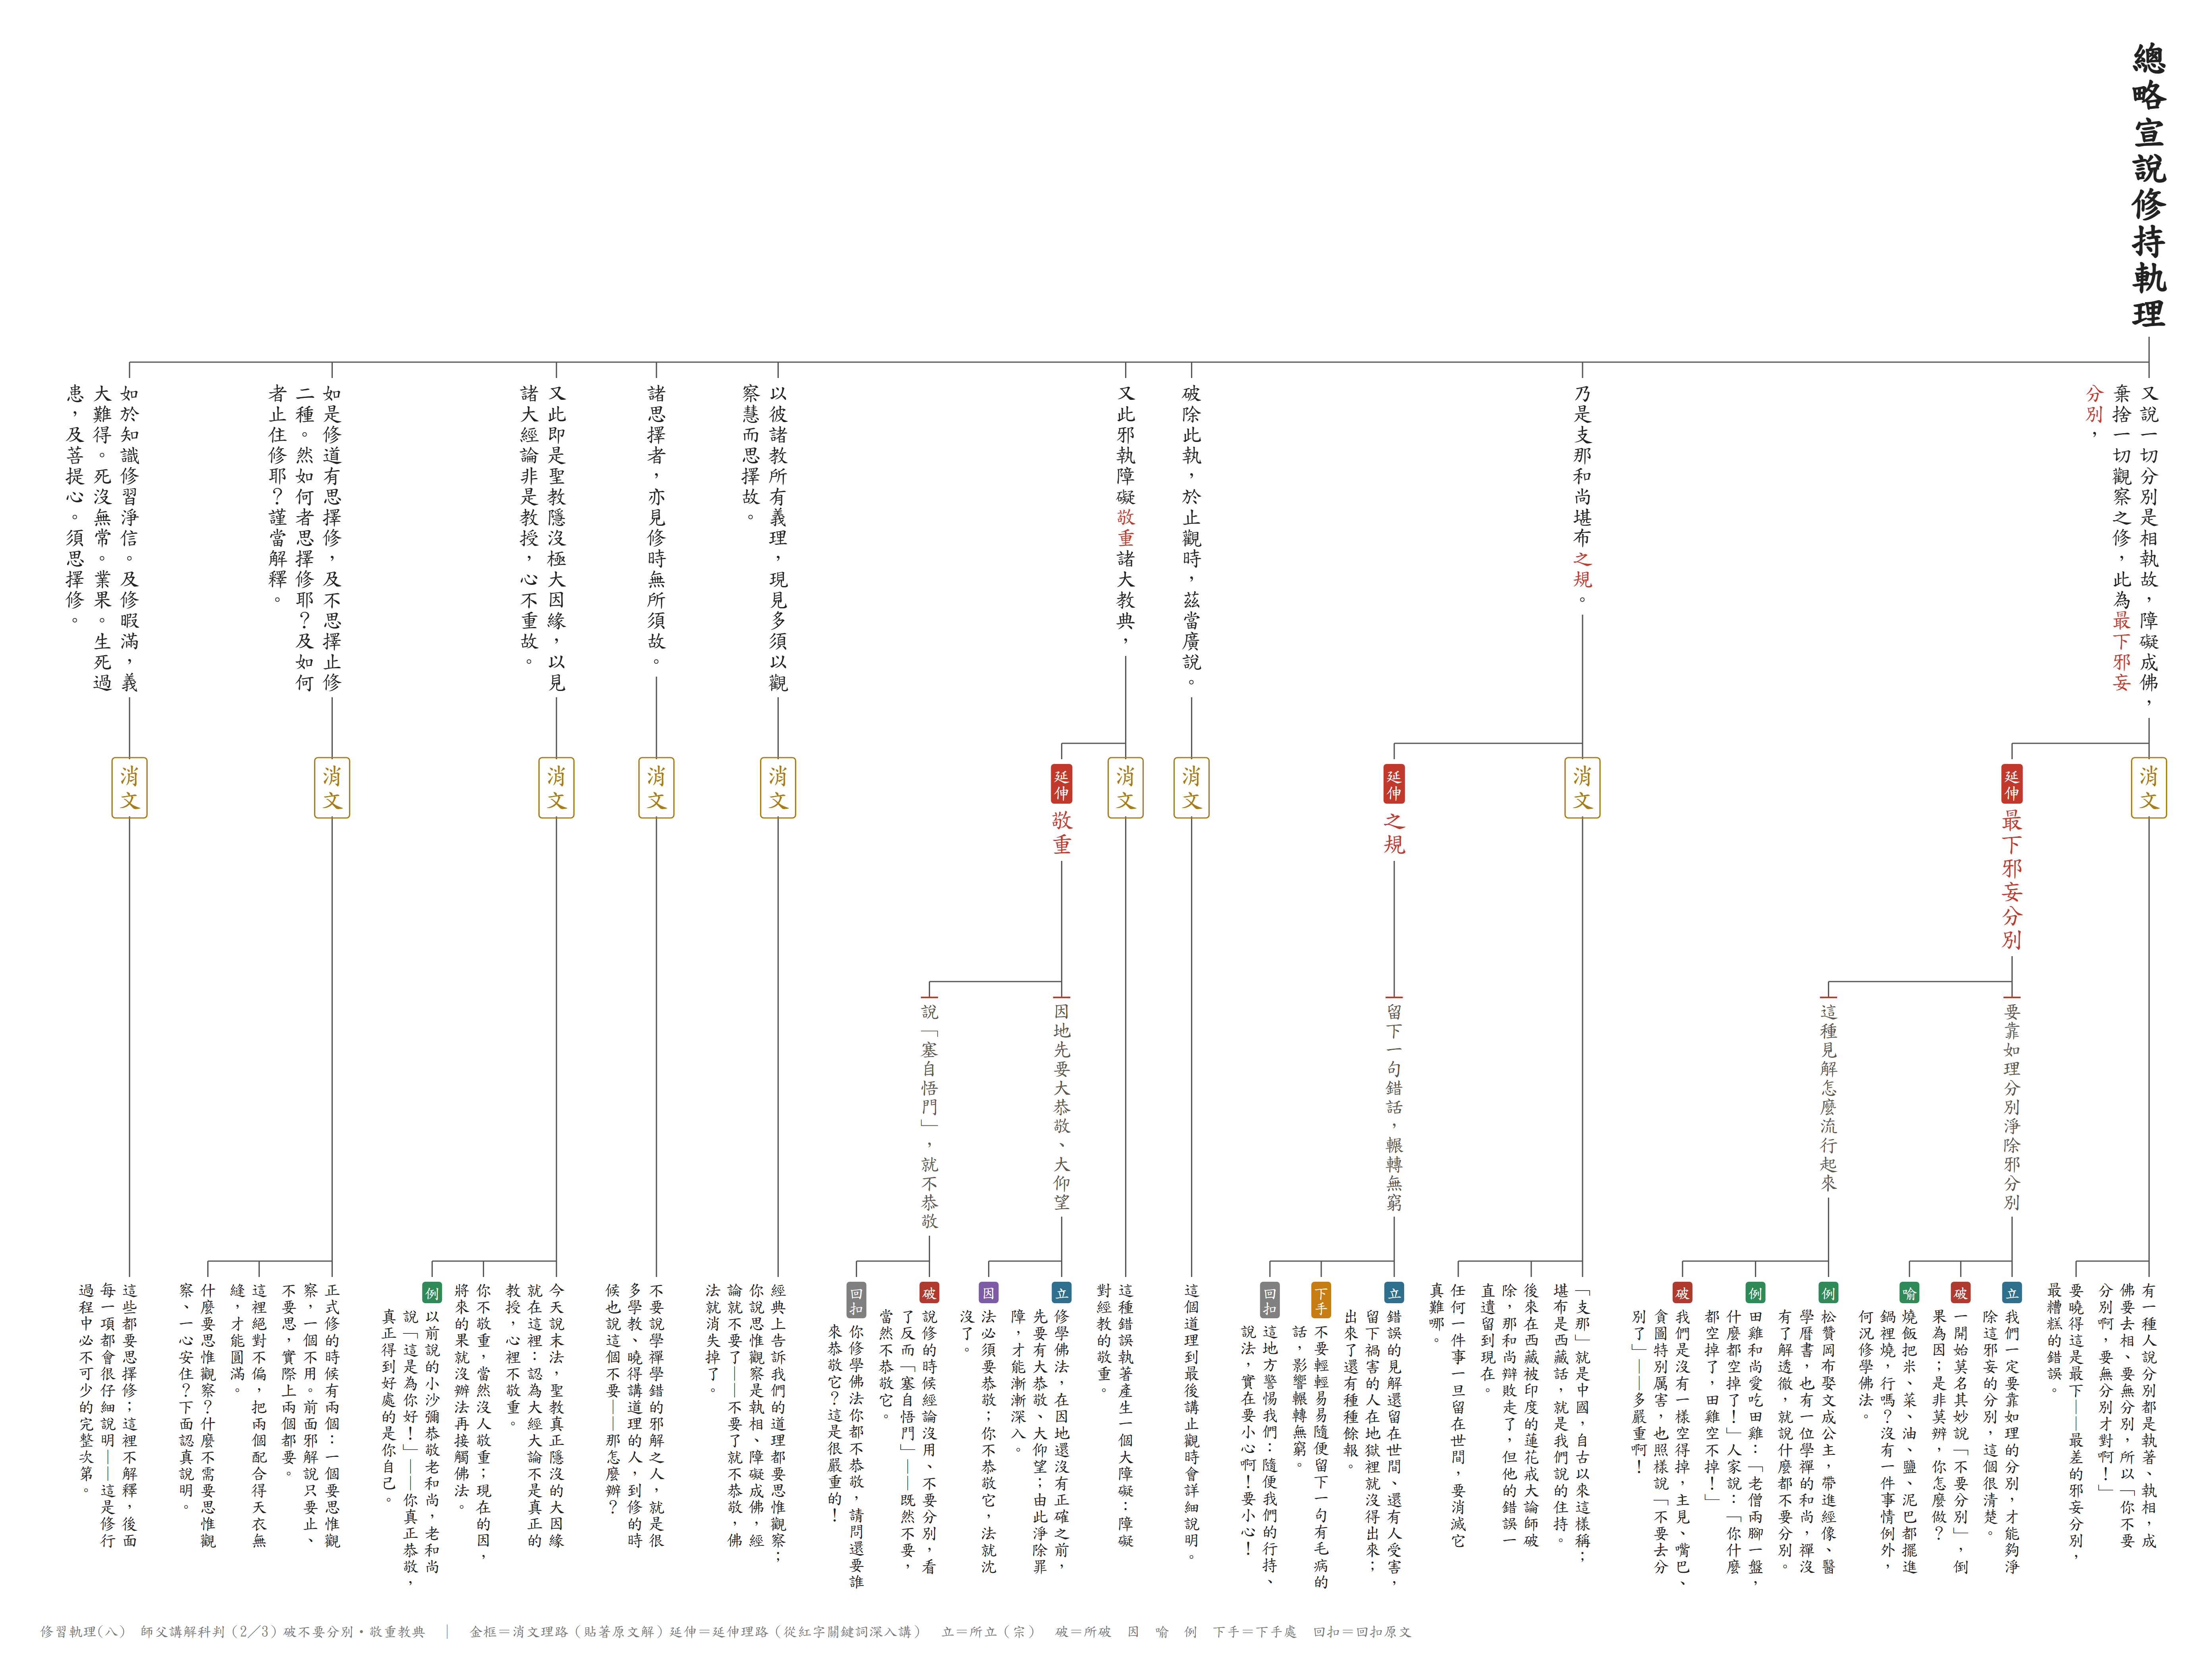 總略宣說修持軌理
又說一切分別是相執故，障礙成佛，
棄捨一切觀察之修，此為最下邪妄
分別，
乃是支那和尚堪布之規。
破除此執，於止觀時，茲當廣說。
又此邪執障礙敬重諸大教典，
以彼諸教所有義理，現見多須以觀
察慧而思擇故。
諸思擇者，亦見修時無所須故。
又此即是聖教隱沒極大因緣，以見
諸大經論非是教授，心不重故。
如是修道有思擇修，及不思擇止修
二種。然如何者思擇修耶？及如何
者止住修耶？謹當解釋。
如於知識修習淨信。及修暇滿，義
大難得。死沒無常。業果。生死過
患，及菩提心。須思擇修。
消文
延伸
最下邪妄分別
消文
延伸
之規
消文
消文
延伸
敬重
消文
消文
消文
消文
消文
要靠如理分別淨除邪分別
這種見解怎麼流行起來
留下一句錯話，輾轉無窮
因地先要大恭敬、大仰望
說「塞自悟門」，就不恭敬
有一種人說分別都是執著、執相，成
佛要去相、要無分別，所以「你不要
分別啊，要無分別才對啊！」
要曉得這是最下——最差的邪妄分別，
最糟糕的錯誤。
立
我們一定要靠如理的分別，才能夠淨
除這邪妄的分別，這個很清楚。
破
一開始莫名其妙說「不要分別」，倒
果為因；是非莫辨，你怎麼做？
喻
燒飯把米、菜、油、鹽、泥巴都擺進
鍋裡燒，行嗎？沒有一件事情例外，
何況修學佛法。
例
松贊岡布娶文成公主，帶進經像、醫
學曆書，也有一位學禪的和尚，禪沒
有了解透徹，就說什麼都不要分別。
例
田雞和尚愛吃田雞：「老僧兩腳一盤，
什麼都空掉了！」人家說：「你什麼
都空掉了，田雞空不掉！」
破
我們是沒有一樣空得掉，主見、嘴巴、
貪圖特別厲害，也照樣說「不要去分
別了」——多嚴重啊！
「支那」就是中國，自古以來這樣稱；
堪布是西藏話，就是我們說的住持。
後來在西藏被印度的蓮花戒大論師破
除，那和尚辯敗走了，但他的錯誤一
直遺留到現在。
任何一件事一旦留在世間，要消滅它
真難哪。
立
錯誤的見解還留在世間、還有人受害，
留下禍害的人在地獄裡就沒得出來；
出來了還有種種餘報。
下手
不要輕輕易易隨便留下一句有毛病的
話，影響輾轉無窮。
回扣
這地方警惕我們：隨便我們的行持、
說法，實在要小心啊！要小心！
這個道理到最後講止觀時會詳細說明。
這種錯誤執著產生一個大障礙：障礙
對經教的敬重。
立
修學佛法，在因地還沒有正確之前，
先要有大恭敬、大仰望；由此淨除罪
障，才能漸漸深入。
因
法必須要恭敬；你不恭敬它，法就沈
沒了。
破
說修的時候經論沒用、不要分別，看
了反而「塞自悟門」——既然不要，
當然不恭敬它。
回扣
你修學佛法你都不恭敬，請問還要誰
來恭敬它？這是很嚴重的！
經典上告訴我們的道理都要思惟觀察；
你說思惟觀察是執相、障礙成佛，經
論就不要了——不要了就不恭敬，佛
法就消失掉了。
不要說學禪學錯的邪解之人，就是很
多學教、曉得講道理的人，到修的時
候也說這個不要——那怎麼辦？
今天說末法，聖教真正隱沒的大因緣
就在這裡：認為大經大論不是真正的
教授，心裡不敬重。
你不敬重，當然沒人敬重；現在的因，
將來的果就沒辦法再接觸佛法。
例
以前說的小沙彌恭敬老和尚，老和尚
說「這是為你好！」——你真正恭敬，
真正得到好處的是你自己。
正式修的時候有兩個：一個要思惟觀
察，一個不用。前面邪解說只要止、
不要思，實際上兩個都要。
這裡絕對不偏，把兩個配合得天衣無
縫，才能圓滿。
什麼要思惟觀察？什麼不需要思惟觀
察、一心安住？下面認真說明。
這些都要思擇修；這裡不解釋，後面
每一項都會很仔細說明——這是修行
過程中必不可少的完整次第。
修習軌理(八)　師父講解科判（2／3）破不要分別・敬重教典　｜　金框＝消文理路（貼著原文解）延伸＝延伸理路（從紅字關鍵詞深入講）　立＝所立（宗）　破＝所破　因　喻　例　下手＝下手處　回扣＝回扣原文